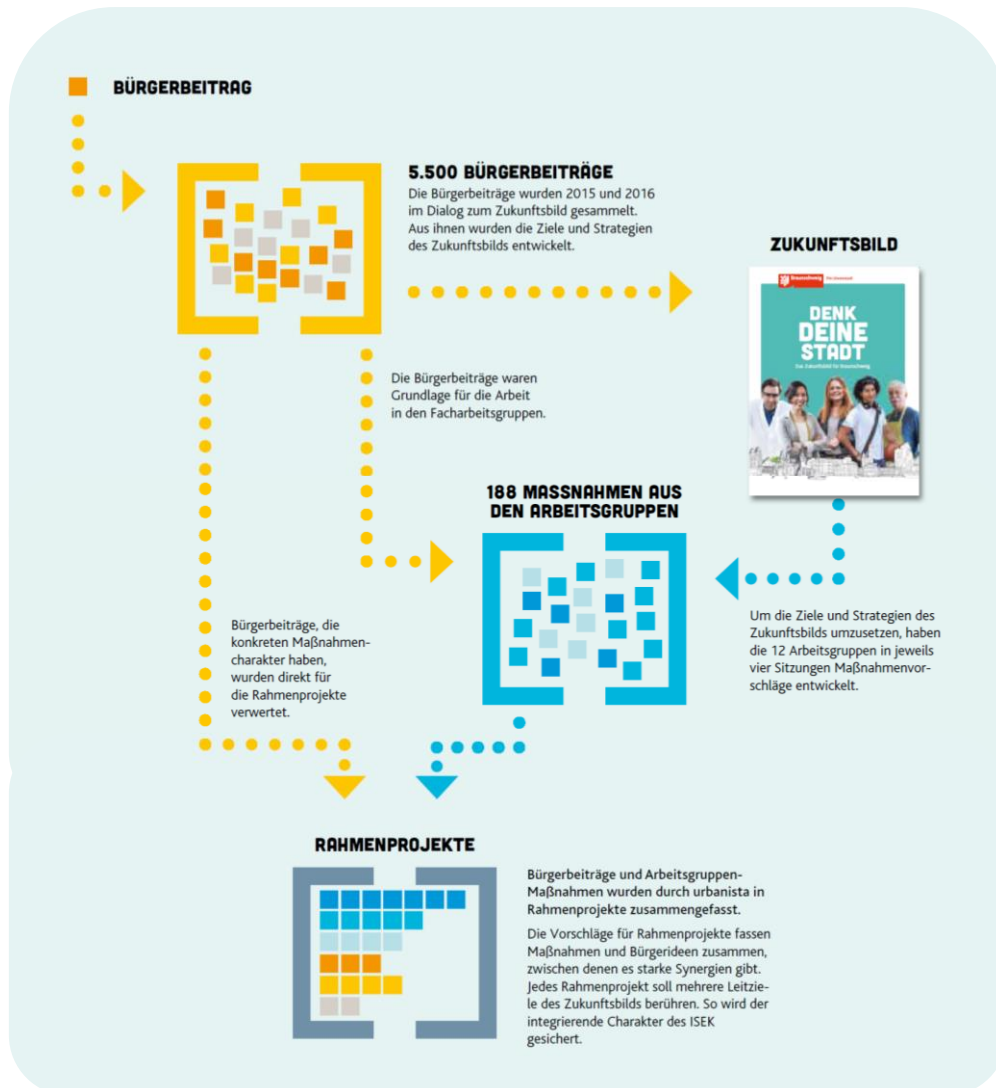 BÜRGERBEITRAG
5.500 BÜRGERBEITRÄGE
Die Bürgerbeiträge wurden 2015 und 2016
im Dialog zum Zukunftsbild gesammelt.
Aus ihnen wurden die Ziele und Strategien
des Zukunftsbilds entwickelt.
ZUKUNFTSBILD
Braunschweig
DENK
DEINE
STADT
Das Zukunftsbild für Braunschweig
Die Bürgerbeiträge waren
Grundlage für die Arbeit
in den Facharbeitsgruppen.
188 MASSNAHMEN AUS
DEN ARBEITSGRUPPEN
Bürgerbeiträge, die
konkreten Maßnahmen-
charakter haben,
wurden direkt für
die Rahmenprojekte
verwertet.
Um die Ziele und Strategien des
Zukunftsbilds umzusetzen, haben
die 12 Arbeitsgruppen in jeweils
vier Sitzungen Maßnahmenvor-
schläge entwickelt.
RAHMENPROJEKTE
Bürgerbeiträge und Arbeitsgruppen-
Maßnahmen wurden durch urbanista in
Rahmenprojekte zusammengefasst.
Die Vorschläge für Rahmenprojekte fassen
Maßnahmen und Bürgerideen zusammen,
zwischen denen es starke Synergien gibt.
Jedes Rahmenprojekt soll mehrere Leitzie-
le des Zukunftsbilds berühren. So wird der
integrierende Charakter des ISEK
gesichert.